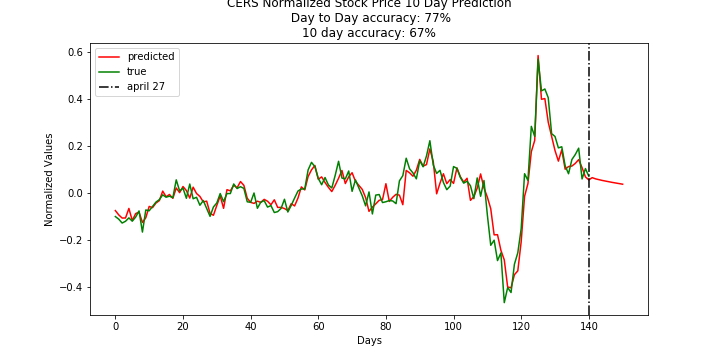 CERS Normalized Stock Price 10 Day Prediction
Day to Day accuracy: 77%
10 day accuracy: 67%
predicted
true
april 27
0.6
0.4
0.2
0.0
−0.2
−0.4
Normalized Values
0 20 40 60 80 100 120 140
Days